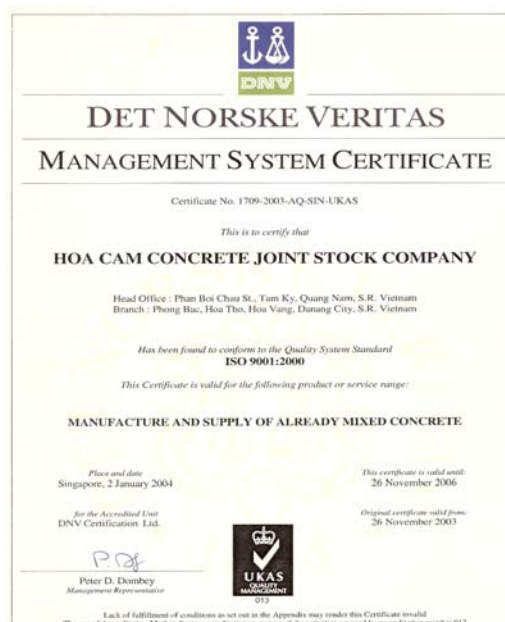 DNV
DET NORSKE VERITAS
MANAGEMENT SYSTEM CERTIFICATE
Certificate No. 1709-2003-AQ-SIN-UKAS
This is to certify that
HOA CAM CONCRETE JOINT STOCK COMPANY
Head Office : Phan Boi Chau St., Tam Ky, Quang Nam, S.R. Vietnam
Branch : Phong Bac, Hoa Tho, Hoa Vang, Danang City, S.R. Vietnam
Has been found to conform to the Quality System Standard
ISO 9001:2000
This Certificate is valid for the following product or service range:
MANUFACTURE AND SUPPLY OF ALREADY MIXED CONCRETE
Place and date
Singapore, 2 January 2004
This certificate is valid until:
26 November 2006
for the Accredited Unit
DNV Certification Ltd.
Original certificate valid from:
26 November 2003
Peter D. Dombey
Management Representative
UKAS
QUALITY
MANAGEMENT
013
Lack of fulfillment of conditions as set out in the Appendix may render this Certificate invalid